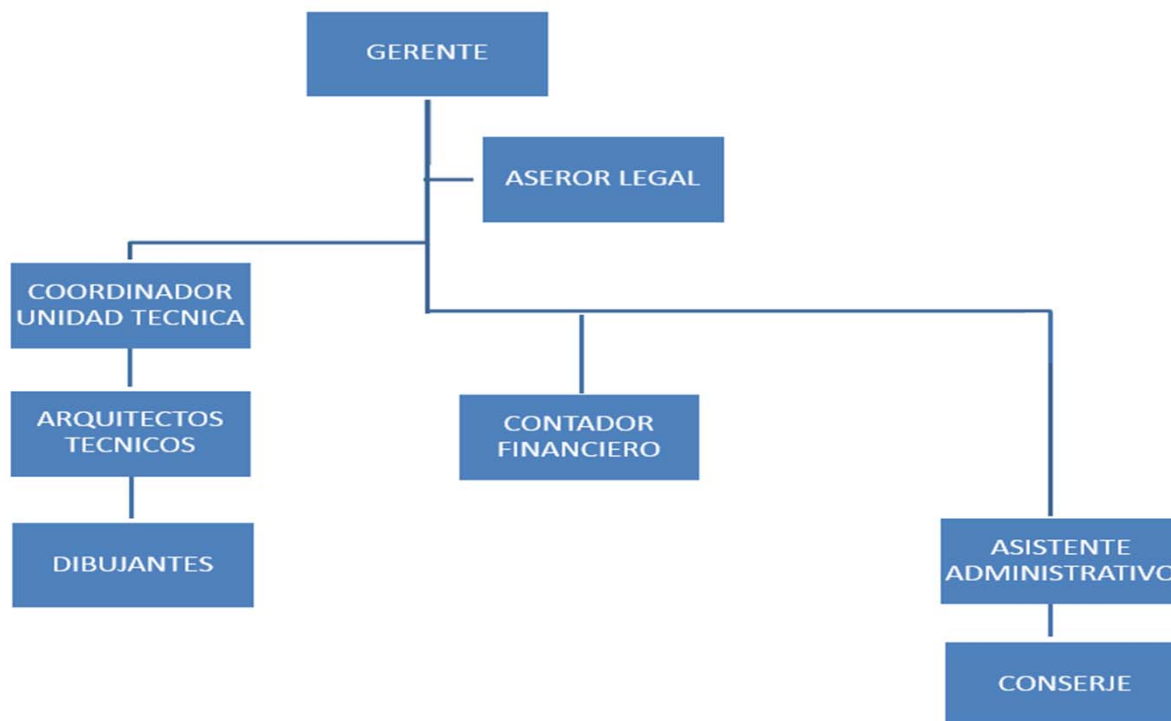 GERENTE
ASEROR LEGAL
COORDINADOR
UNIDAD TECNICA
ARQUITECTOS
TECNICOS
CONTADOR
FINANCIERO
DIBUJANTES
ASISTENTE
ADMINISTRATIVO
CONSERJE